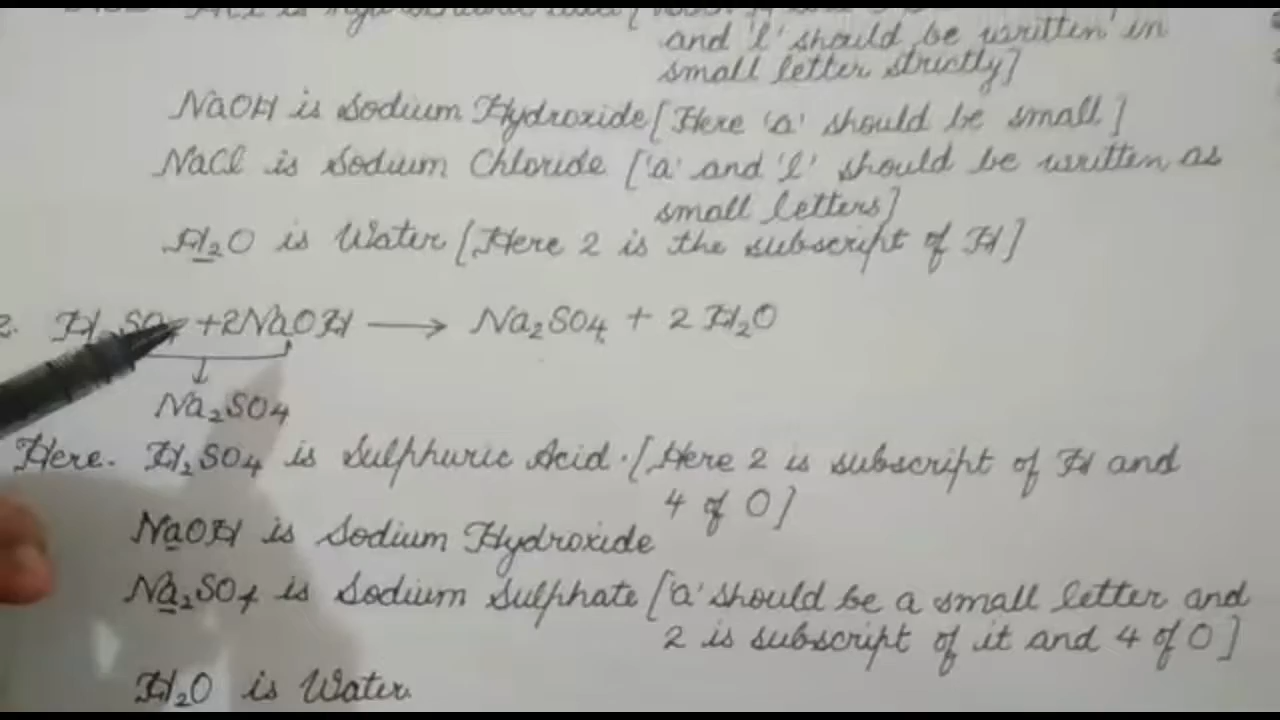 and 'l' should be written in
small letter strictly]
NaOH is Sodium Hydroxide [Here 'a' should be small]
NaCl is Sodium Chloride ['a' and 'l' should be written as
small letters]
H₂O is Water [Here 2 is the subscript of H]
2. H₂SO₄ +2NaOH ⟶ Na₂SO₄ + 2 H₂O
↓
Na₂SO₄
Here. H₂SO₄ is Sulphuric Acid. [Here 2 is subscript of H and
4 of O]
NaOH is Sodium Hydroxide
Na₂SO₄ is Sodium Sulphate ['a' should be a small letter and
2 is subscript of it and 4 of O]
H₂O is Water.